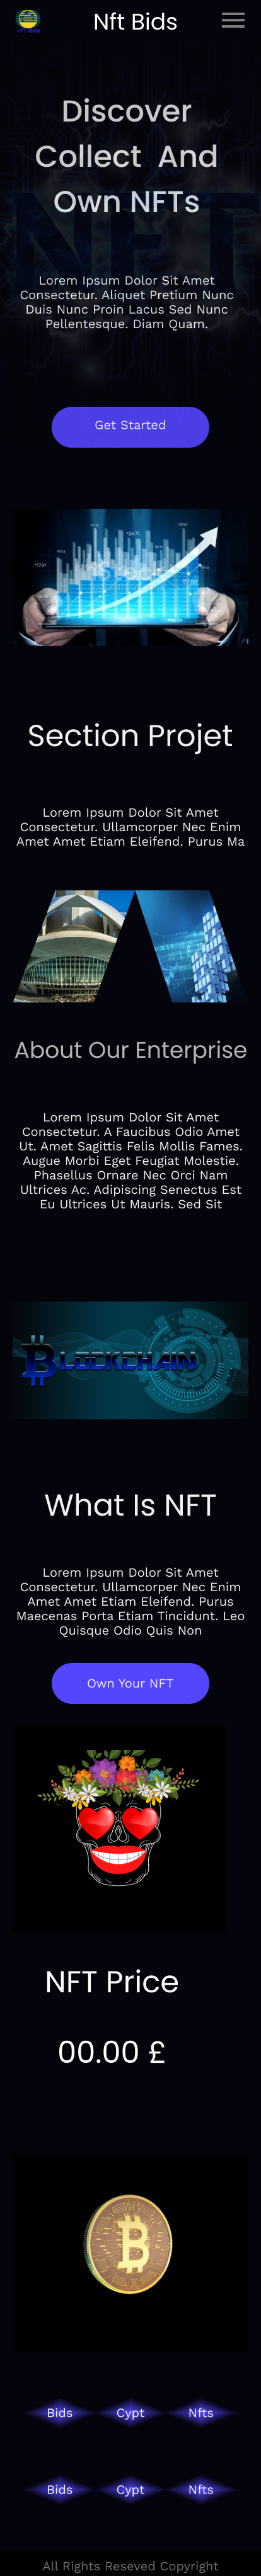 NFT Bids
Nft Bids
Discover
Collect And
Own NFTs
Lorem Ipsum Dolor Sit Amet
Consectetur. Aliquet Pretium Nunc
Duis Nunc Proin Lacus Sed Nunc
Pellentesque. Diam Quam.
Get Started
Section Projet
Lorem Ipsum Dolor Sit Amet
Consectetur. Ullamcorper Nec Enim
Amet Amet Etiam Eleifend. Purus Ma
About Our Enterprise
Lorem Ipsum Dolor Sit Amet
Consectetur. A Faucibus Odio Amet
Ut. Amet Sagittis Felis Mollis Fames.
Augue Morbi Eget Feugiat Molestie.
Phasellus Ornare Nec Orci Nam
Ultrices Ac. Adipiscing Senectus Est
Eu Ultrices Ut Mauris. Sed Sit
BLOCKCHAIN
What Is NFT
Lorem Ipsum Dolor Sit Amet
Consectetur. Ullamcorper Nec Enim
Amet Amet Etiam Eleifend. Purus
Maecenas Porta Etiam Tincidunt. Leo
Quisque Odio Quis Non
Own Your NFT
NFT Price
00.00 £
Bids Cypt Nfts
Bids Cypt Nfts
All Rights Reseved Copyright